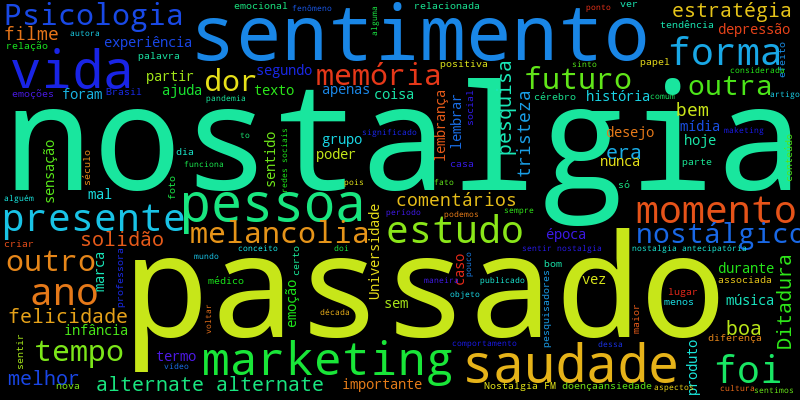 Psicologia
emocional
fenômeno
sentimento
alguma
relacionada
ponto
ver
estratégia
filme
autora
tendência
depressão
relação
experiência
palavra
forma
efeito
vida
partir
dor
segundo
memória
positiva
sinto
papel
considerada
emoções
foram
Brasil
ajuda
pandemia
texto
apenas
coisa
pesquisa
futuro
cérebro
história
comum
outra
artigo
nostalgia
to
redes sociais
grupo
significado
lembrança
lembrar
social
tristeza
desejo
bem
mídia
maketing
era
hoje
nunca
parte
sensação
século
dia
funciona
sentido
poder
casa
foto
mal
pois
fato
só
alguém
presente
pessoa
comentários
momento
período
podemos
sempre
criar
solidão
melancolia
Universidade
estudo
época
nostálgico
conceito
doi
certo
sentir nostalgia
nostalgia antecipatória
outro
marca
professora
mundo
passado
caso
pouco
bom
durante
médico
emoção
sem
maneira
publicado
vez
associada
Ditadura
ano
objeto
pesquisadores
lugar
menos
música
felicidade
voltar
década
maior
boa
infância
diferença
sentir
tempo
termo
vídeo
marketing
comportamento
dessa
saudade
produto
foi
melhor
nova
alternate alternate
importante
Nostalgia FM
doençaansiedade
aspectos
cultura
sentimos